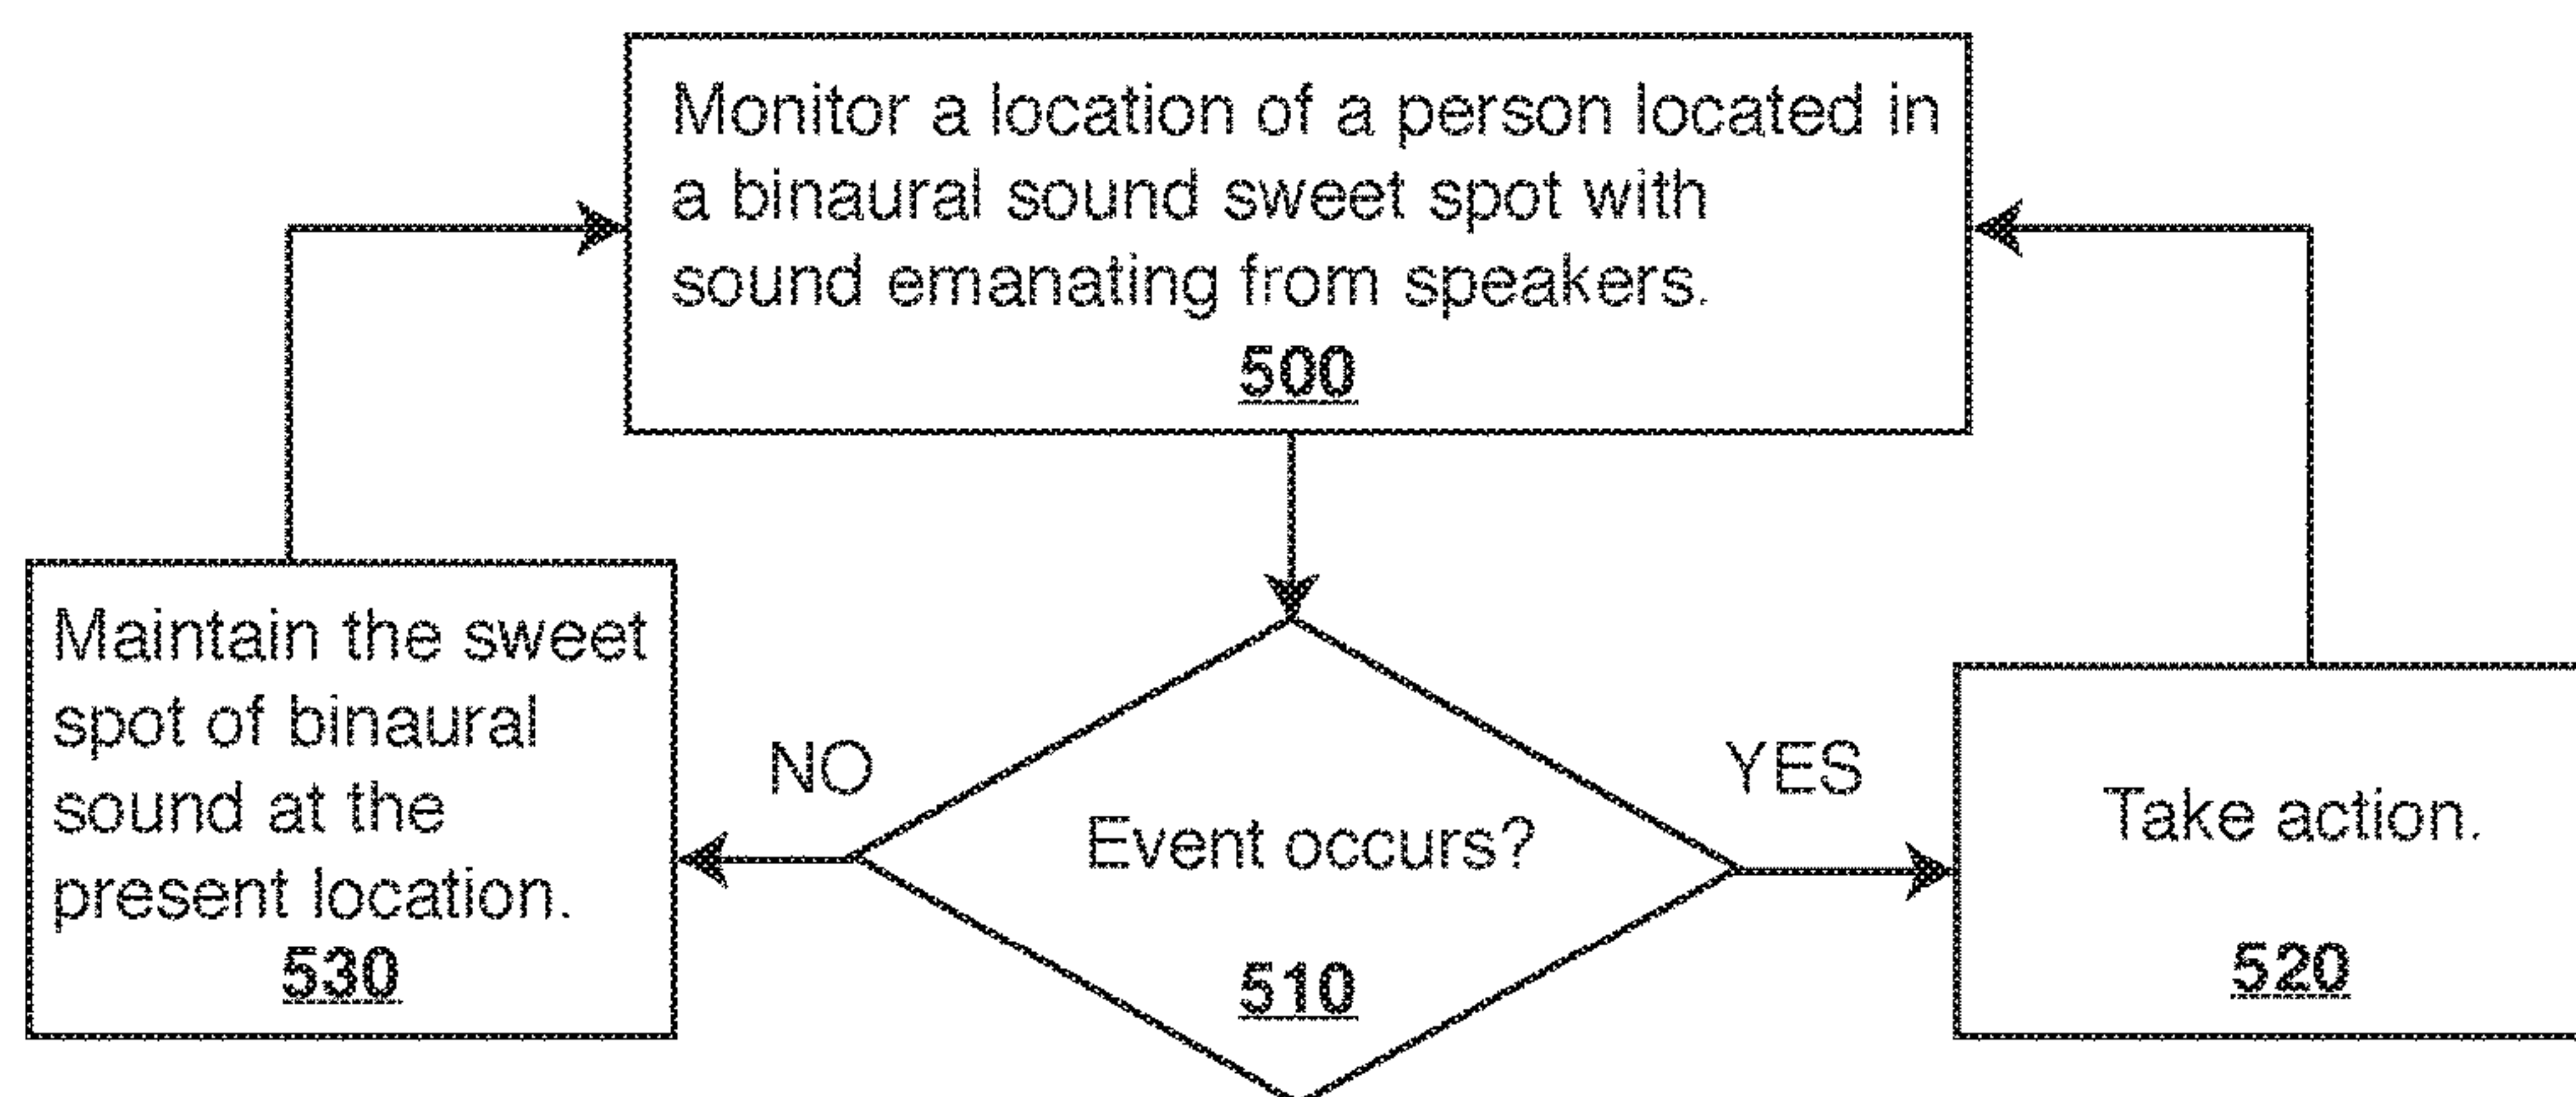 Monitor a location of a person located in
a binaural sound sweet spot with
sound emanating from speakers.
500
Maintain the sweet
spot of binaural
sound at the
present location.
530
NO
Event occurs?
510
YES
Take action.
520